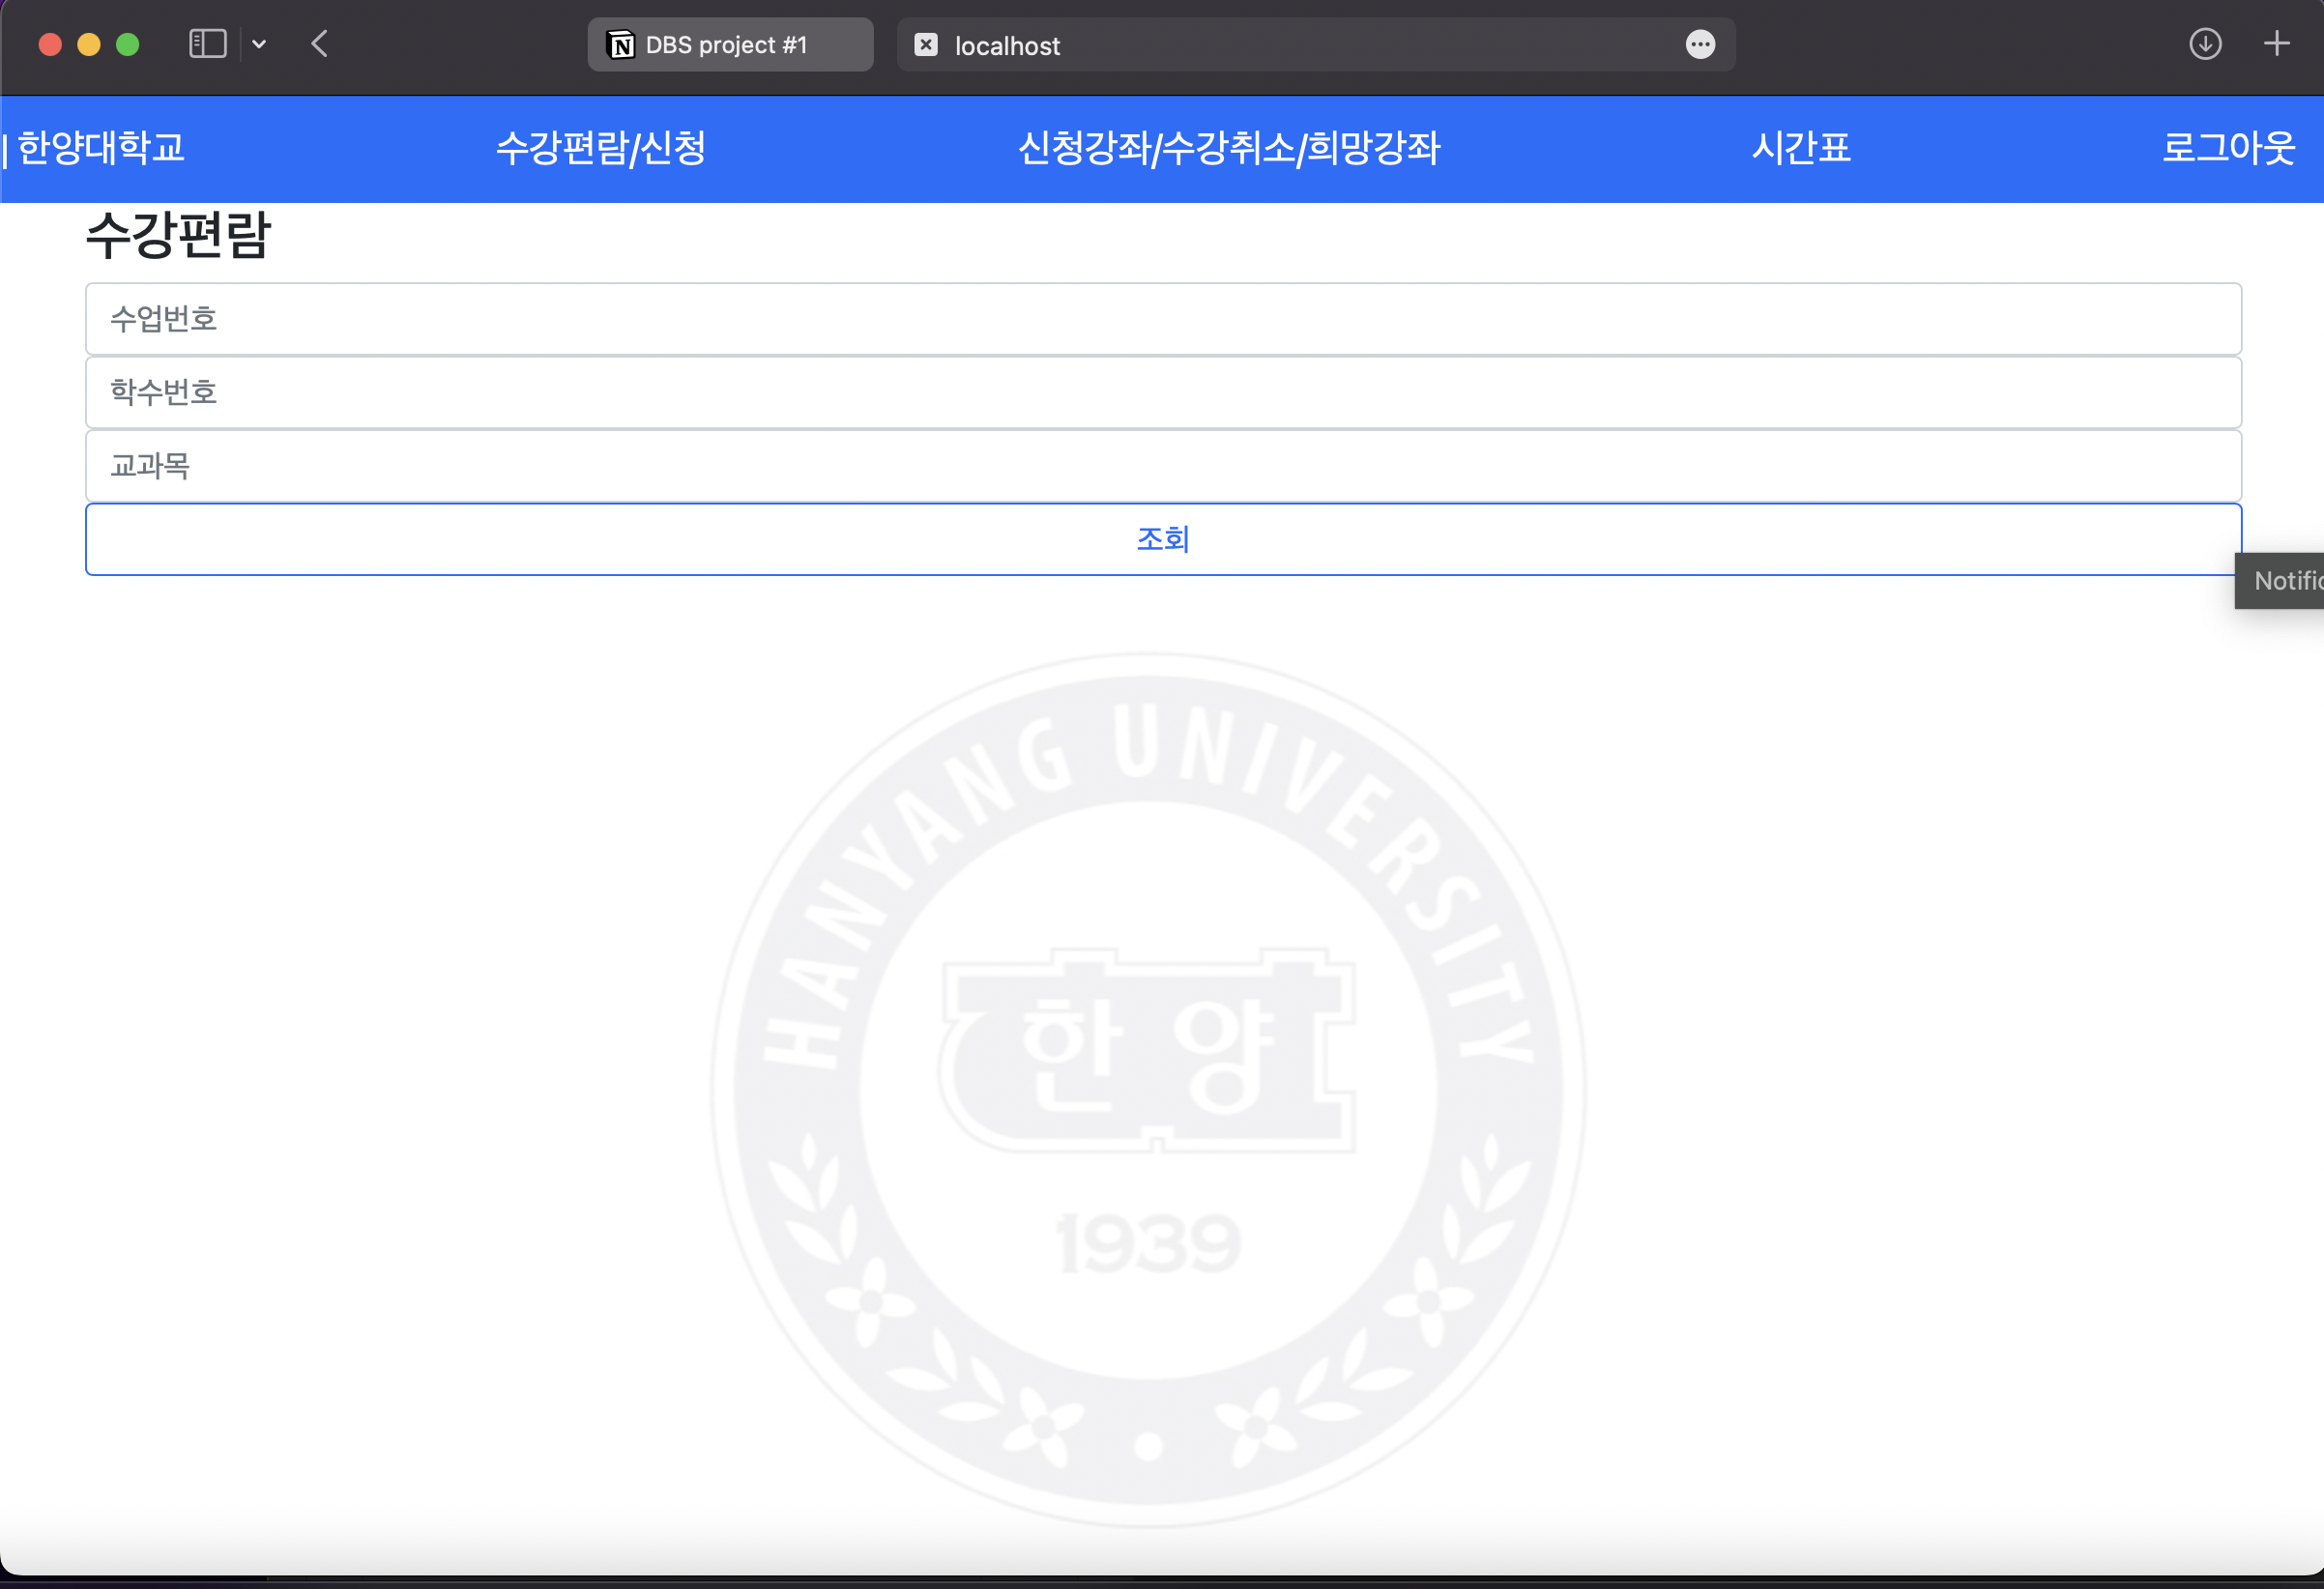 DBS project #1
localhost
한양대학교 수강편람/신청 신청강좌/수강취소/희망강좌 시간표 로그아웃
수강편람
수업번호
학수번호
교과목
조회
HANYANG UNIVERSITY
한양
1939